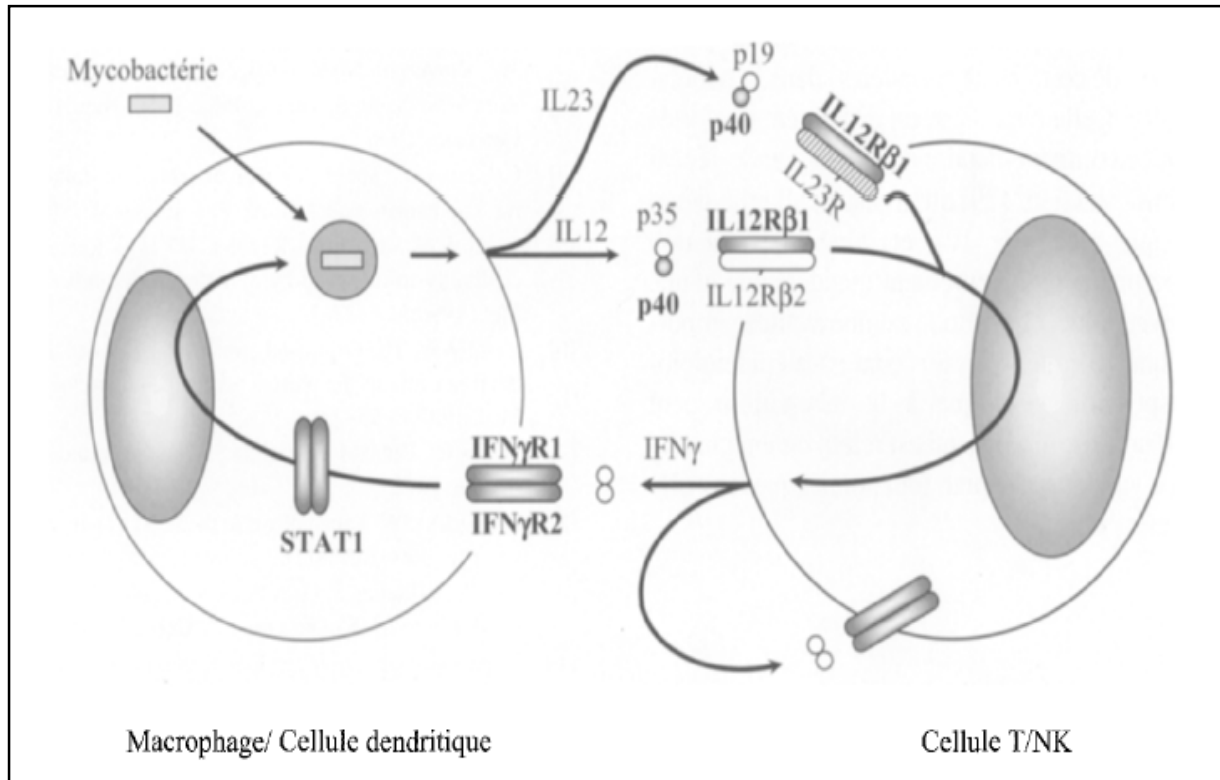 Mycobactérie
IL23
p19
p40
IL12Rβ1
IL23R
IL12
p35
p40
IL12Rβ1
IL12Rβ2
IFNγR1
IFNγR2
IFNγ
STAT1
Macrophage/ Cellule dendritique
Cellule T/NK